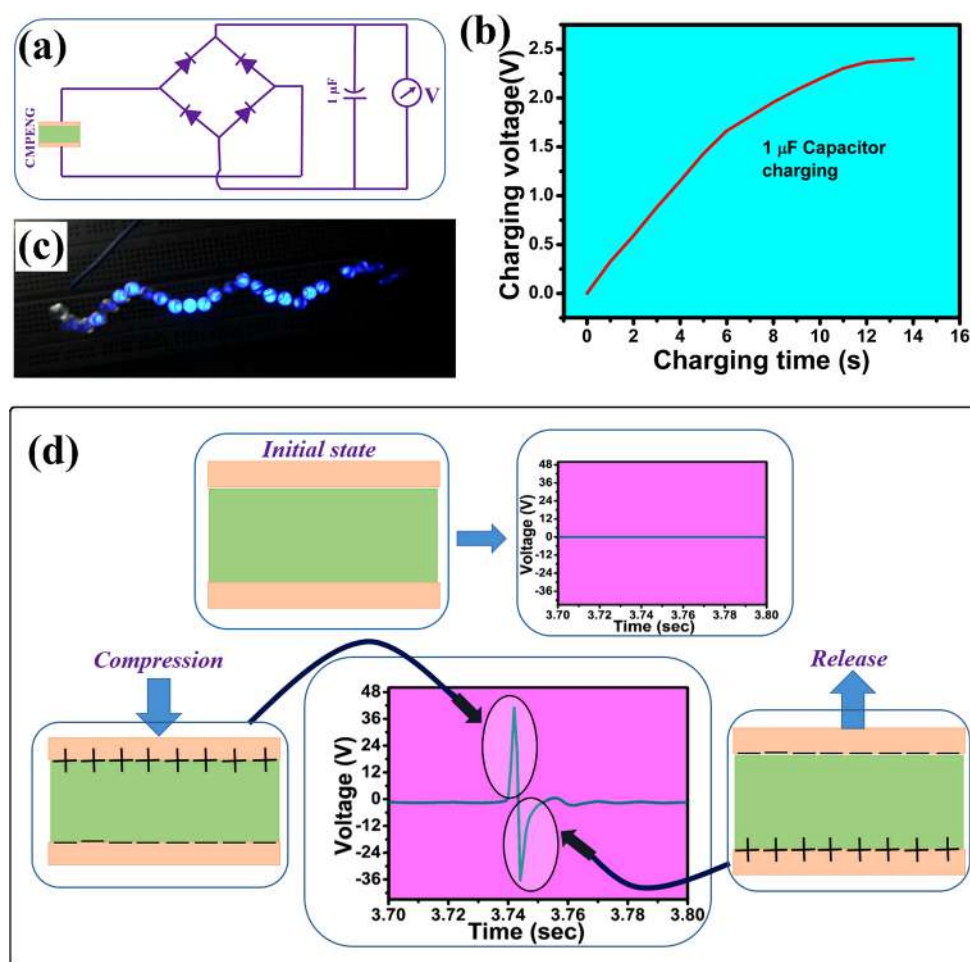 (a)
CMPENG
1 μF
V
(b)
Charging voltage(V)
2.5
2.0
1.5
1.0
0.5
0.0
1 μF Capacitor
charging
0 2 4 6 8 10 12 14 16
Charging time (s)
(c)
(d)
Initial state
Voltage (V)
48
36
24
12
0
-12
-24
-36
3.70 3.72 3.74 3.76 3.78 3.80
Time (sec)
Compression
Release
Voltage (V)
48
36
24
12
0
-12
-24
-36
3.70 3.72 3.74 3.76 3.78 3.80
Time (sec)